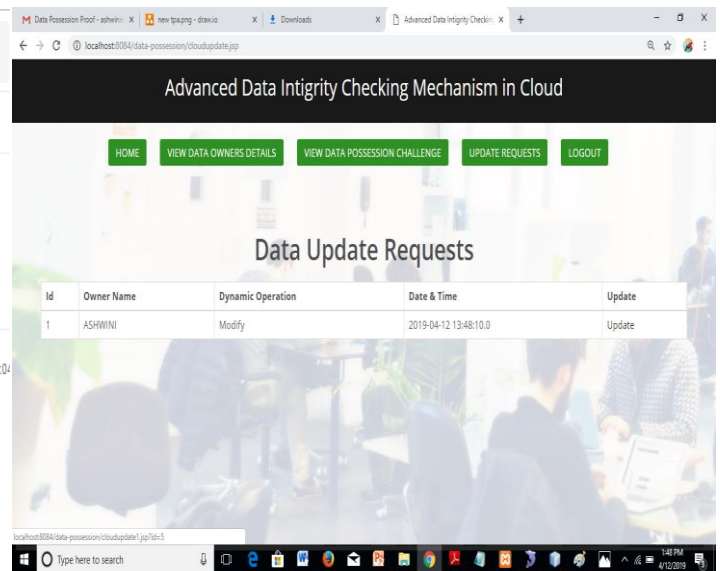 Data Possession Proof - ashwini X new tpa.png - draw.io X Downloads X Advanced Data Intigrity Checkin X +
localhost:8084/data-possession/cloudupdate.jsp
Advanced Data Intigrity Checking Mechanism in Cloud
HOME VIEW DATA OWNERS DETAILS VIEW DATA POSSESSION CHALLENGE UPDATE REQUESTS LOGOUT
Data Update Requests
Id Owner Name Dynamic Operation Date & Time Update
1 ASHWINI Modify 2019-04-12 13:48:10.0 Update
:04
localhost:8084/data-possession/cloudupdate1.jsp?id=5
Type here to search
1:48 PM
4/12/2019